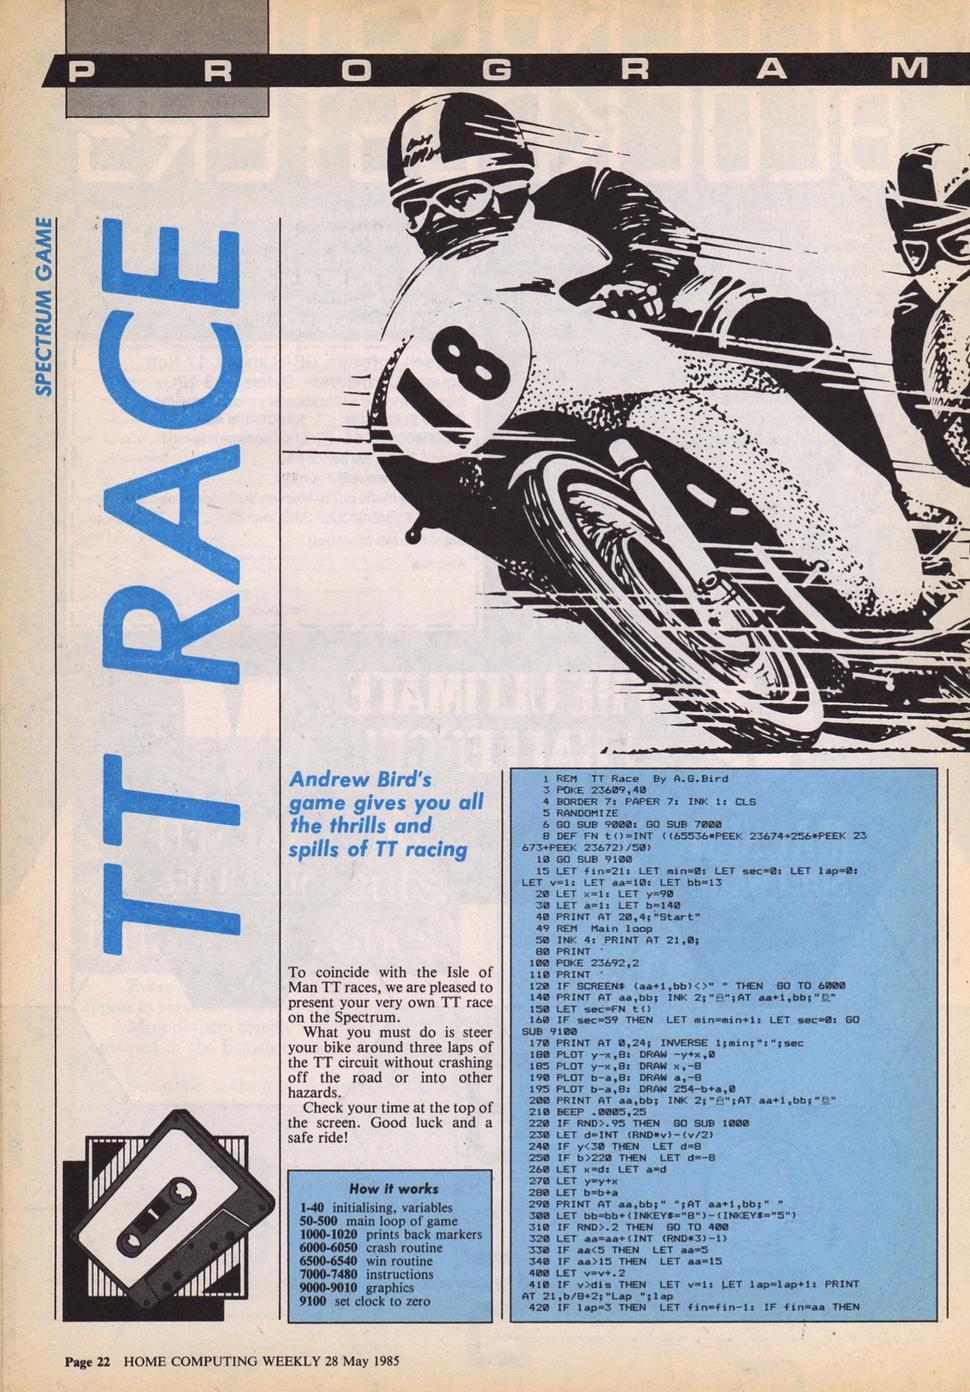 PROGRAM
SPECTRUM GAME
TT RACE
18
Andrew Bird's
game gives you all
the thrills and
spills of TT racing
To coincide with the Isle of
Man TT races, we are pleased to
present your very own TT race
on the Spectrum.
What you must do is steer
your bike around three laps of
the TT circuit without crashing
off the road or into other
hazards.
Check your time at the top of
the screen. Good luck and a
safe ride!
How it works
1-40 initialising, variables
50-500 main loop of game
1000-1020 prints back markers
6000-6050 crash routine
6500-6540 win routine
7000-7480 instructions
9000-9010 graphics
9100 set clock to zero
1 REM TT Race By A.G.Bird
3 POKE 23609,40
4 BORDER 7: PAPER 7: INK 1: CLS
5 RANDOMIZE
6 GO SUB 9000: GO SUB 7000
8 DEF FN t()=INT ((65536*PEEK 23674+256*PEEK 23
673+PEEK 23672)/50)
10 GO SUB 9100
15 LET fin=21: LET min=0: LET sec=0: LET lap=0:
LET v=1: LET aa=10: LET bb=13
20 LET x=1: LET y=90
30 LET a=1: LET b=140
40 PRINT AT 20,4;"Start"
49 REM Main loop
50 INK 4: PRINT AT 21,0;
80 PRINT '
100 POKE 23692,2
110 PRINT '
120 IF SCREEN$ (aa+1,bb)<>" " THEN GO TO 6000
140 PRINT AT aa,bb; INK 2;"A";AT aa+1,bb;"B"
150 LET sec=FN t()
160 IF sec=59 THEN LET min=min+1: LET sec=0: GO
SUB 9100
170 PRINT AT 0,24; INVERSE 1;min;":";sec
180 PLOT y-x,8: DRAW -y+x,0
185 PLOT y-x,8: DRAW x,-8
190 PLOT b-a,8: DRAW a,-8
195 PLOT b-a,8: DRAW 254-b+a,0
200 PRINT AT aa,bb; INK 2;"A";AT aa+1,bb;"B"
210 BEEP .0005,25
220 IF RND>.95 THEN GO SUB 1000
230 LET d=INT (RND*v)-(v/2)
240 IF y<30 THEN LET d=8
250 IF b>220 THEN LET d=-8
260 LET x=d: LET a=d
270 LET y=y+x
280 LET b=b+a
290 PRINT AT aa,bb;" ";AT aa+1,bb;" "
300 LET bb=bb+(INKEY$="8")-(INKEY$="5")
310 IF RND>.2 THEN GO TO 400
320 LET aa=aa+(INT (RND*3)-1)
330 IF aa<5 THEN LET aa=5
340 IF aa>15 THEN LET aa=15
400 LET v=v+.2
410 IF v>dis THEN LET v=1: LET lap=lap+1: PRINT
AT 21,b/8+2;"Lap ";lap
420 IF lap=3 THEN LET fin=fin-1: IF fin=aa THEN
Page 22 HOME COMPUTING WEEKLY 28 May 1985